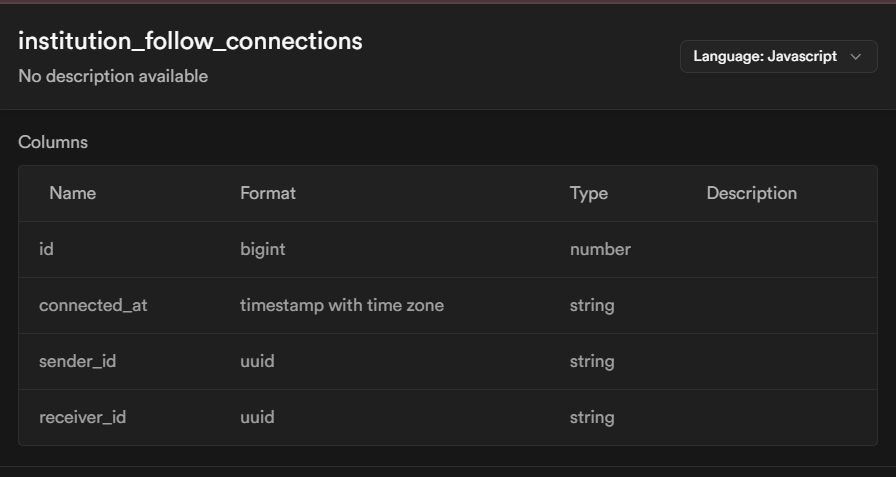 institution_follow_connections
No description available
Language: Javascript
Columns
Name Format Type Description
id bigint number
connected_at timestamp with time zone string
sender_id uuid string
receiver_id uuid string